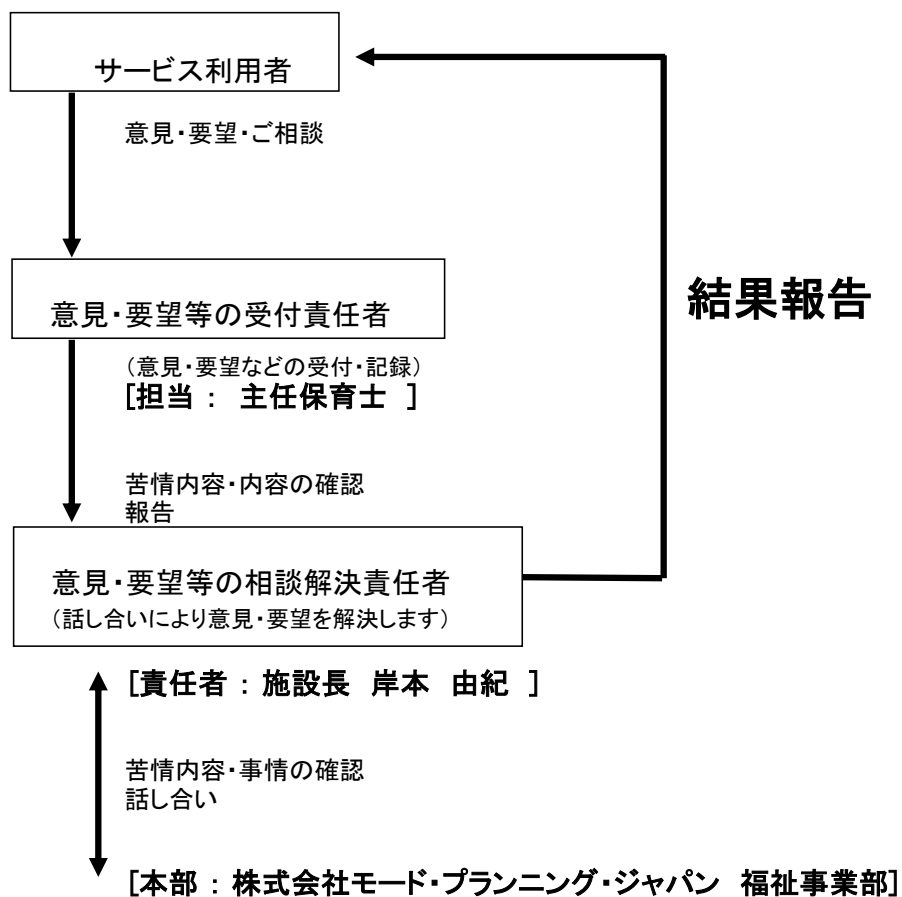 サービス利用者
意見・要望・ご相談
意見・要望等の受付責任者
（意見・要望などの受付・記録）
[担当 ： 主任保育士 ]
苦情内容・内容の確認
報告
意見・要望等の相談解決責任者
（話し合いにより意見・要望を解決します）
[責任者 ： 施設長 岸本 由紀 ]
苦情内容・事情の確認
話し合い
[本部 ： 株式会社モード・プランニング・ジャパン 福祉事業部]
結果報告